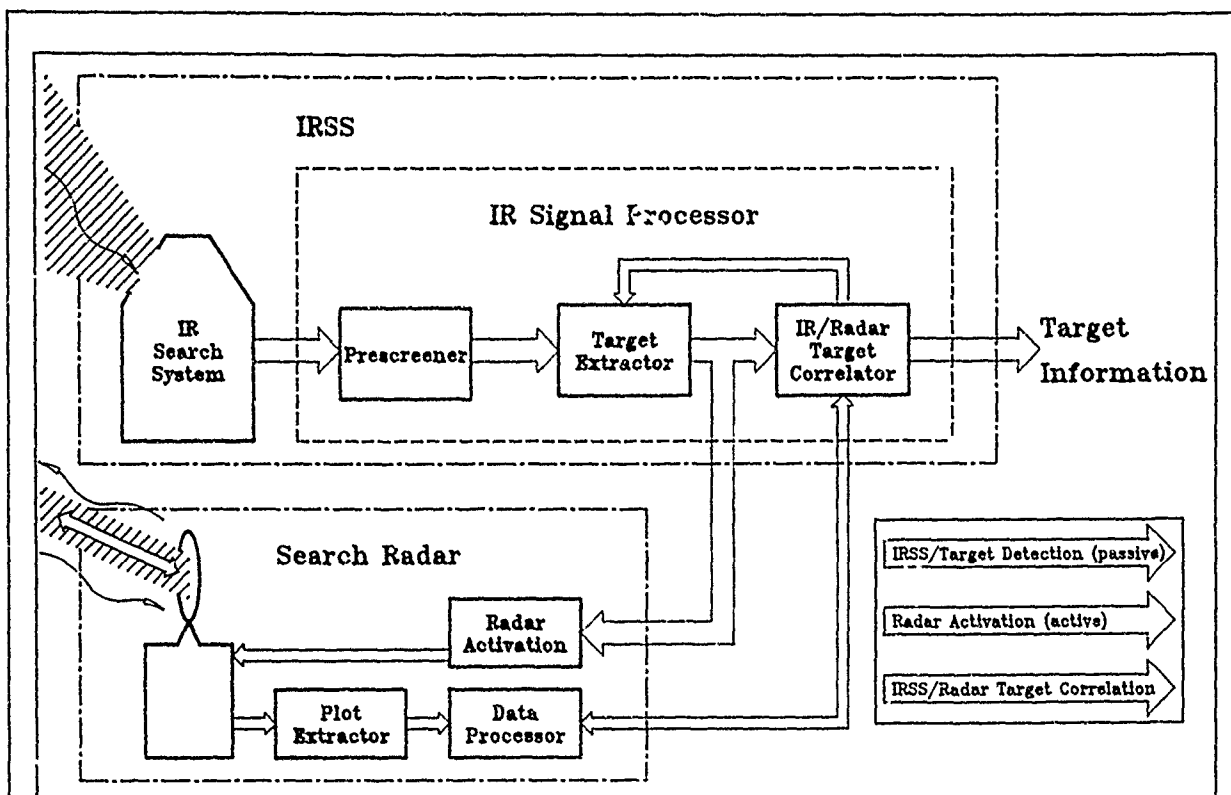 IRSS
IR Signal Processor
IR
Search
System
Prescreener
Target
Extractor
IR/Radar
Target
Correlator
Target
Information
Search Radar
Radar
Activation
Plot
Extractor
Data
Processor
IRSS/Target Detection (passive)
Radar Activation (active)
IRSS/Radar Target Correlation